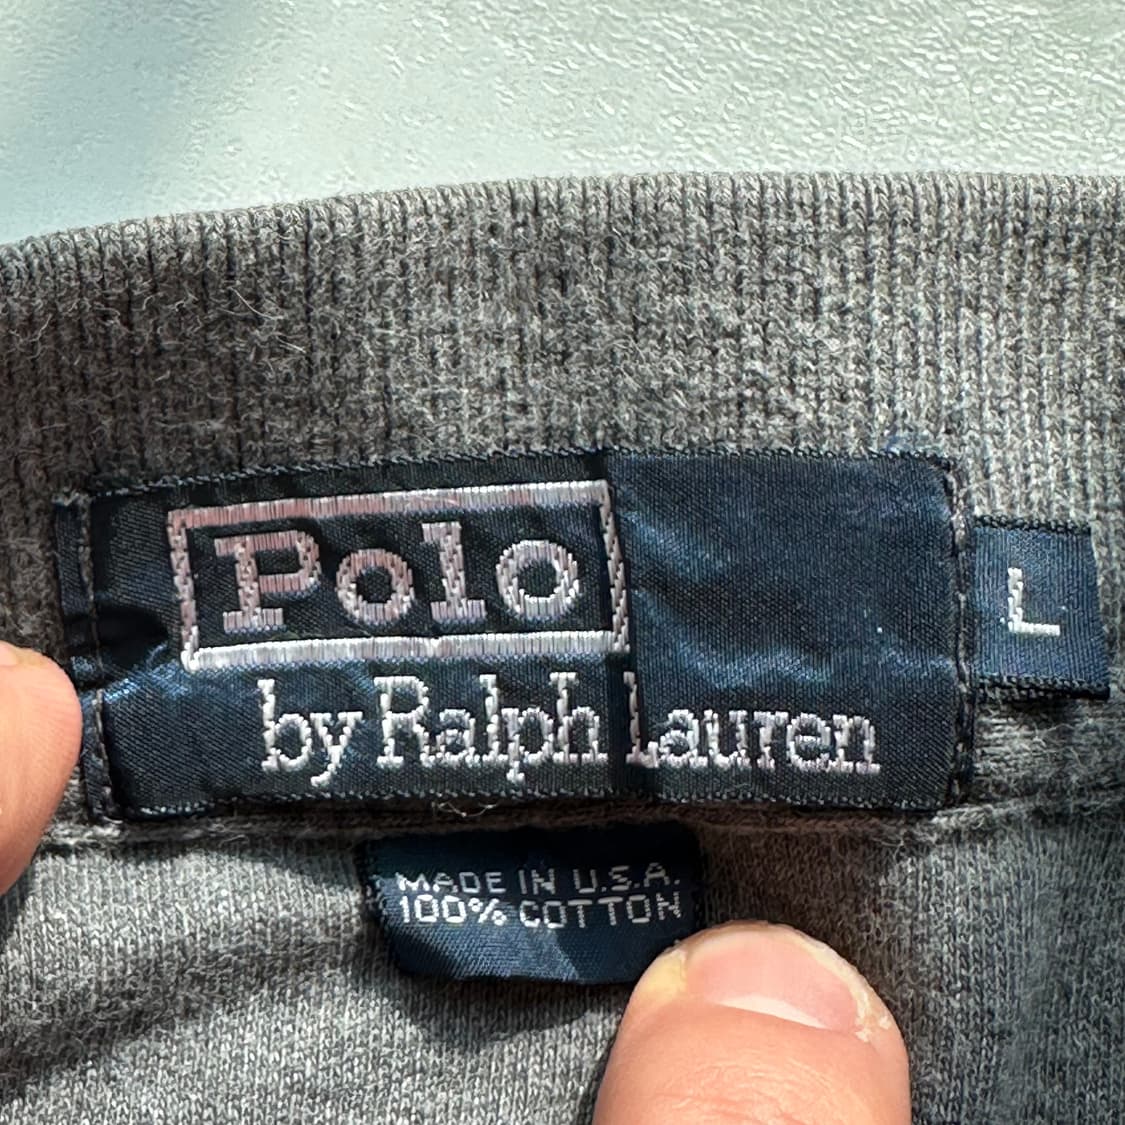 Polo
by Ralph Lauren
L
MADE IN U.S.A.
100% COTTON